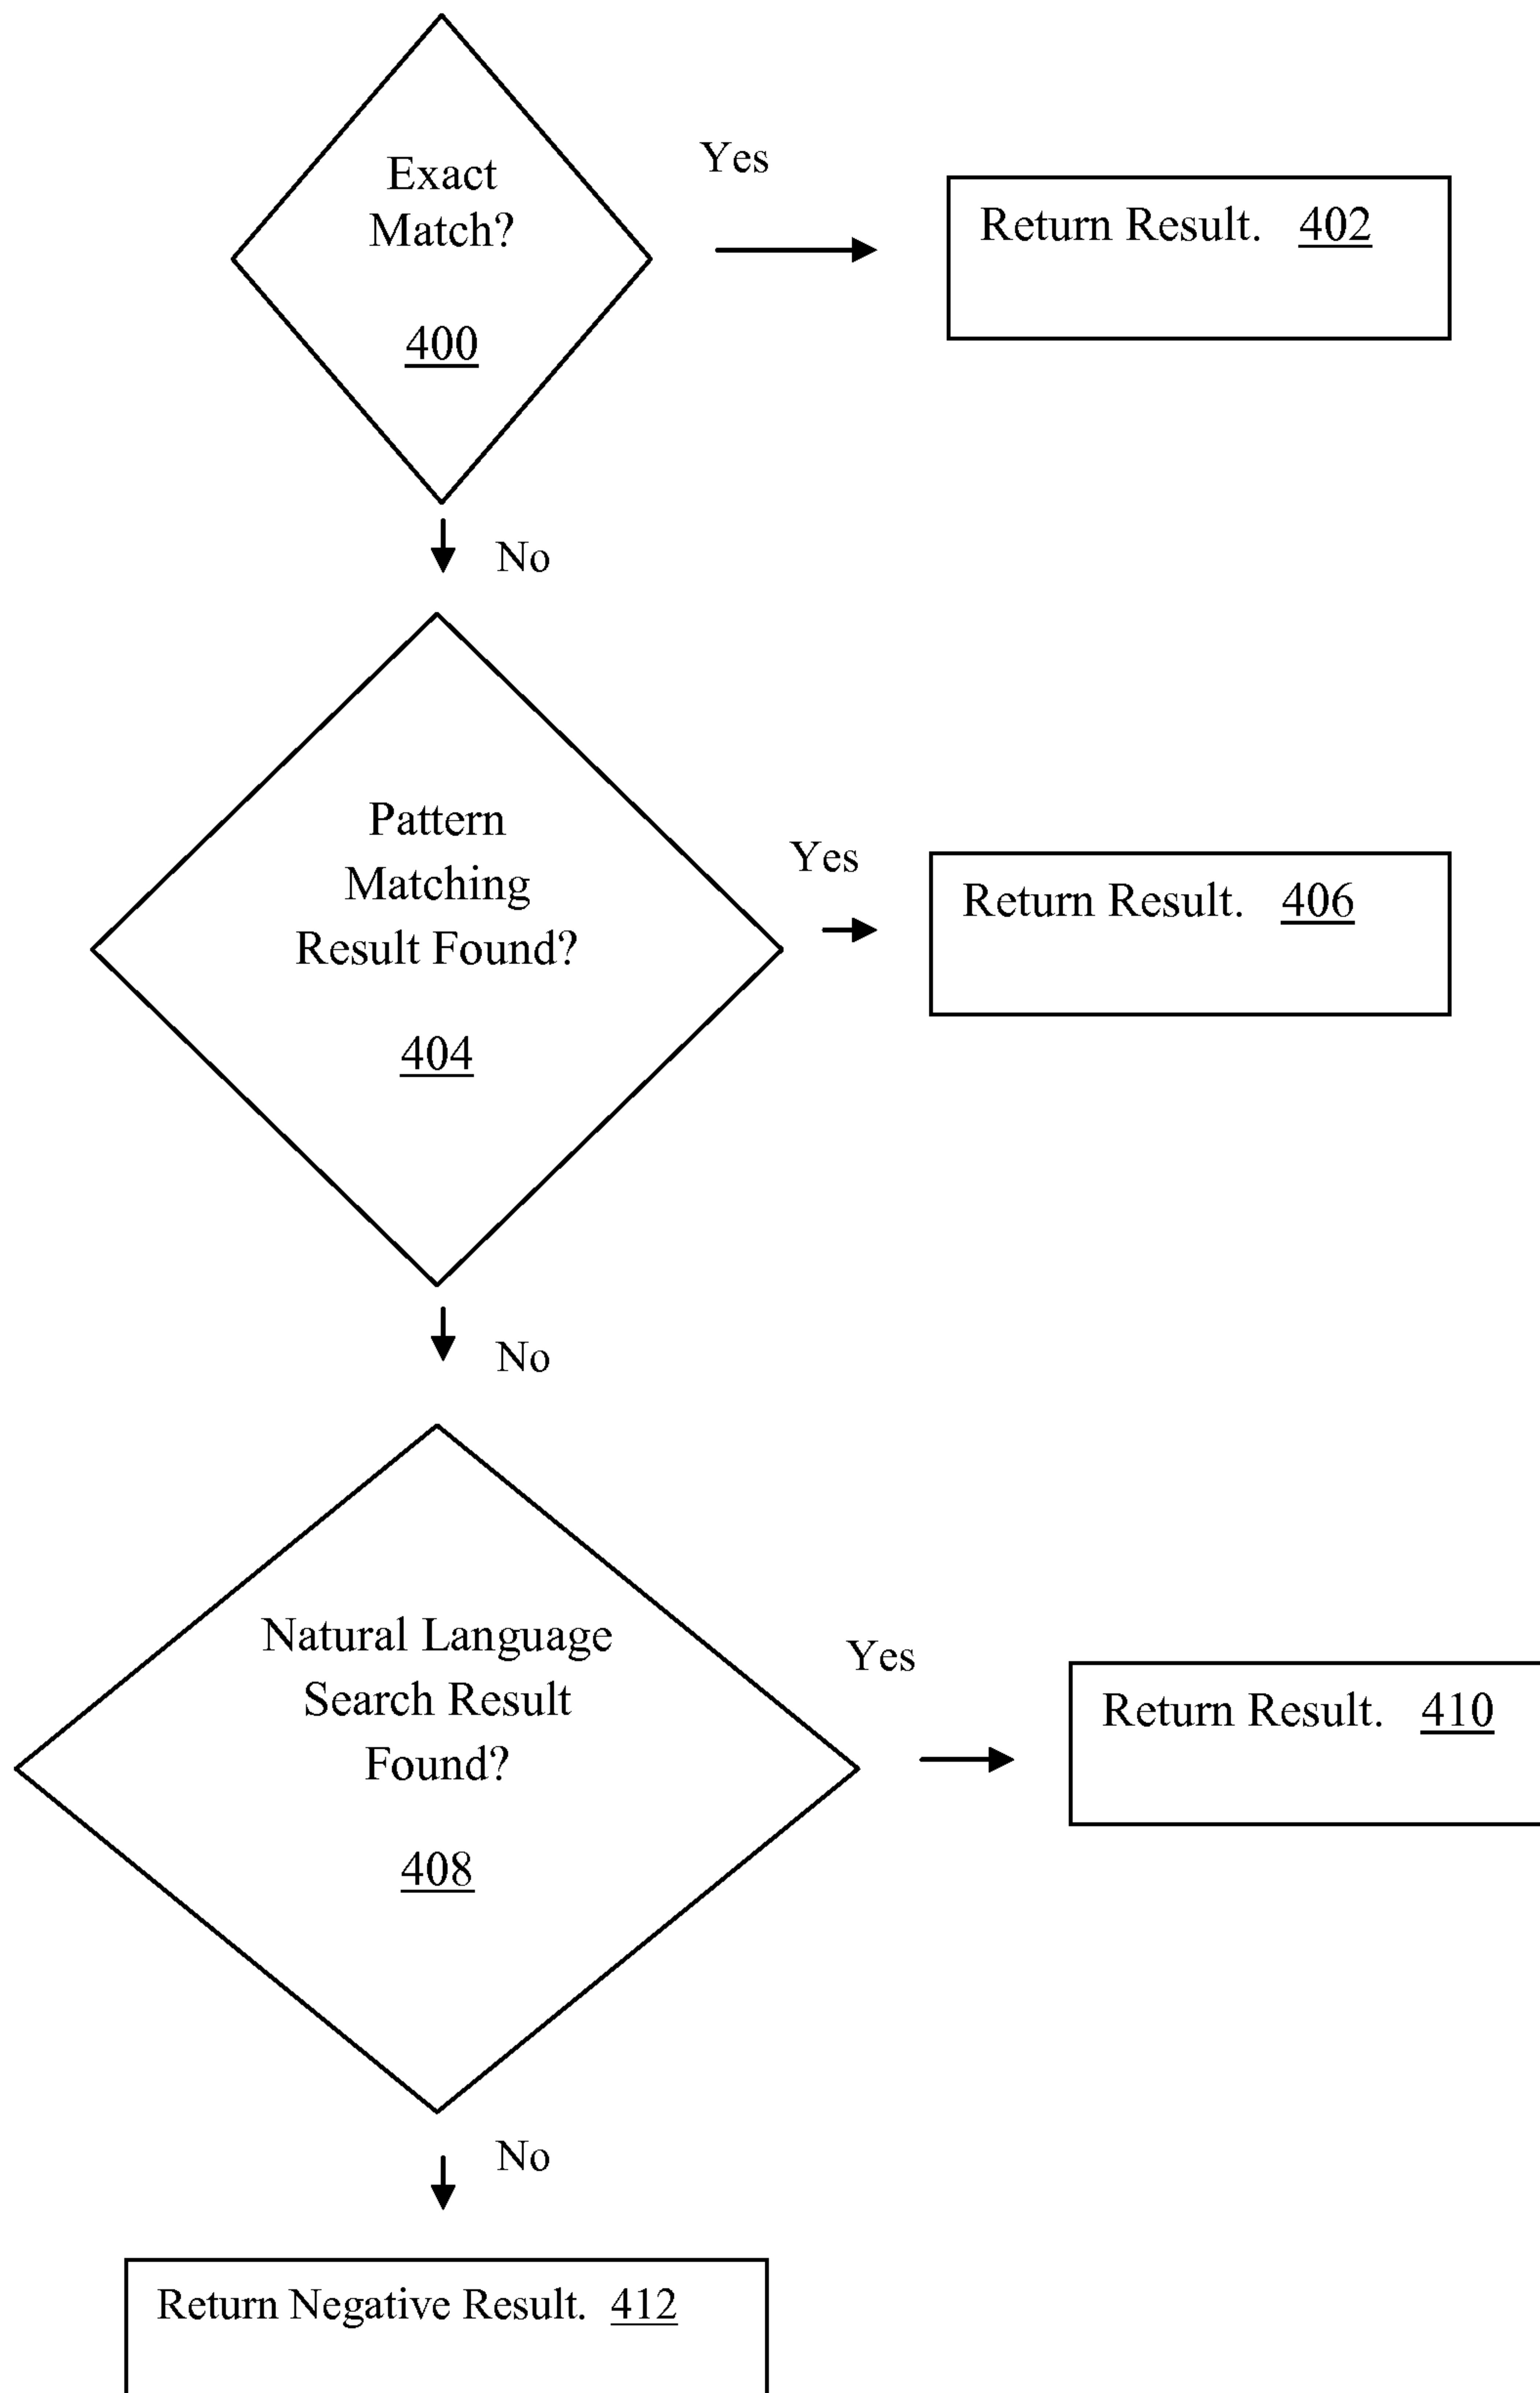 Exact
Match?
400
Yes
Return Result. 402
No
Pattern
Matching
Result Found?
404
Yes
Return Result. 406
No
Natural Language
Search Result
Found?
408
Yes
Return Result. 410
No
Return Negative Result. 412